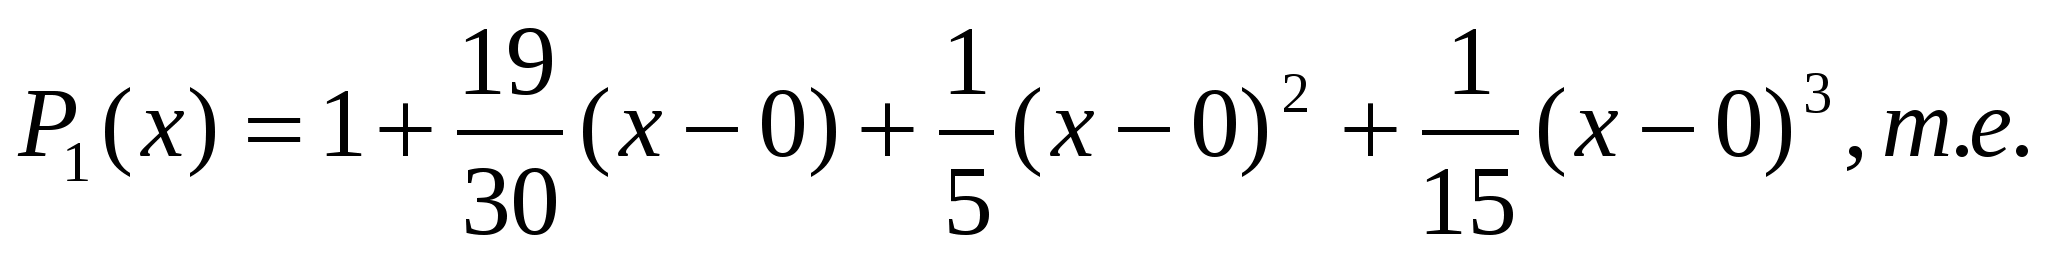 P₁(x) = 1 + 19/30 (x − 0) + 1/5 (x − 0)² + 1/15 (x − 0)³, т.е.